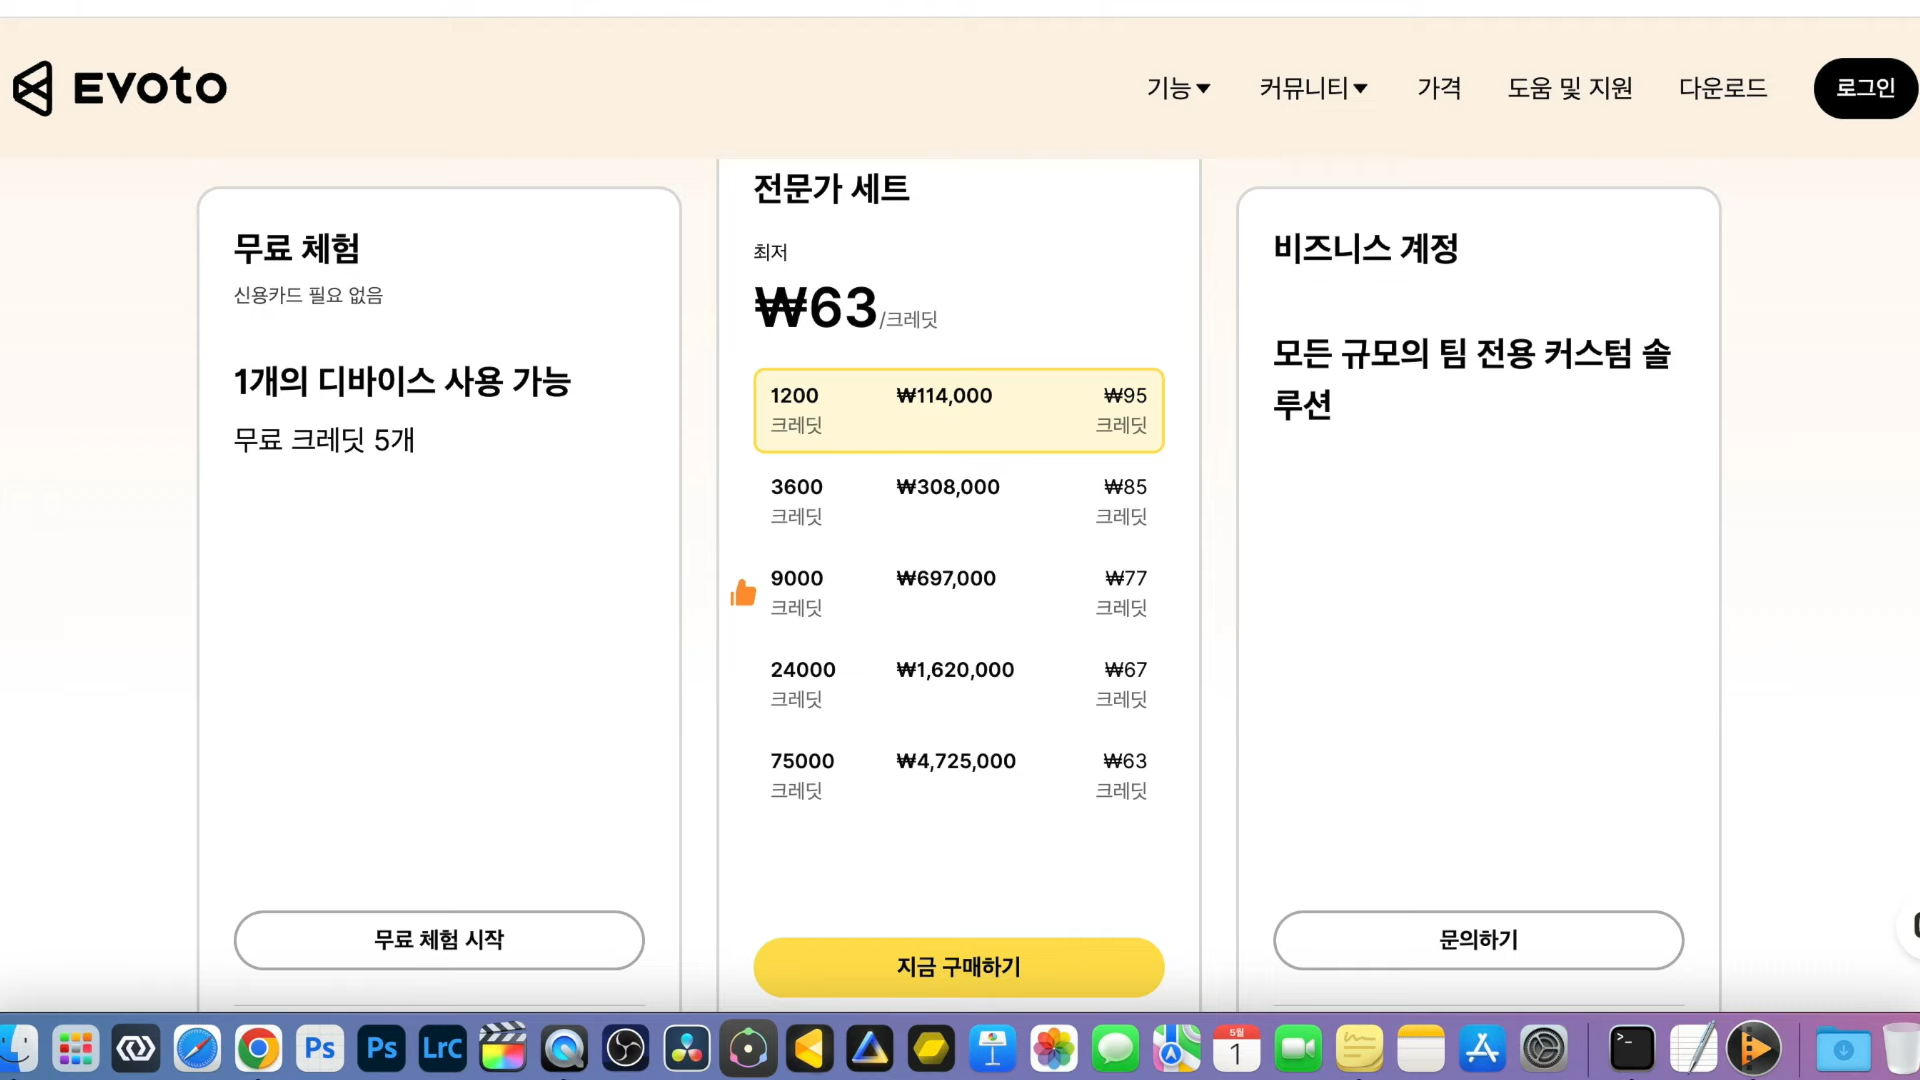 EVOTO
기능
커뮤니티
가격
도움 및 지원
다운로드
로그인
무료 체험
신용카드 필요 없음
1개의 디바이스 사용 가능
무료 크레딧 5개
무료 체험 시작
전문가 세트
최저
₩63/크레딧
1200 ₩114,000 ₩95
크레딧 크레딧
3600 ₩308,000 ₩85
크레딧 크레딧
9000 ₩697,000 ₩77
크레딧 크레딧
24000 ₩1,620,000 ₩67
크레딧 크레딧
75000 ₩4,725,000 ₩63
크레딧 크레딧
지금 구매하기
비즈니스 계정
모든 규모의 팀 전용 커스텀 솔
루션
문의하기
Ps
Ps
Lrc
5월
1